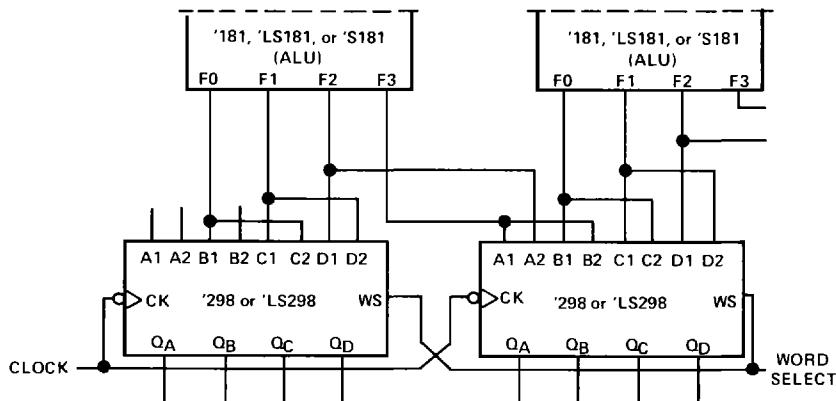 '181, 'LS181, or 'S181
(ALU)
F0 F1 F2 F3
'181, 'LS181, or 'S181
(ALU)
F0 F1 F2 F3
A1 A2 B1 B2 C1 C2 D1 D2
CK '298 or 'LS298 WS
QA QB QC QD
A1 A2 B1 B2 C1 C2 D1 D2
CK '298 or 'LS298 WS
QA QB QC QD
CLOCK
WORD
SELECT